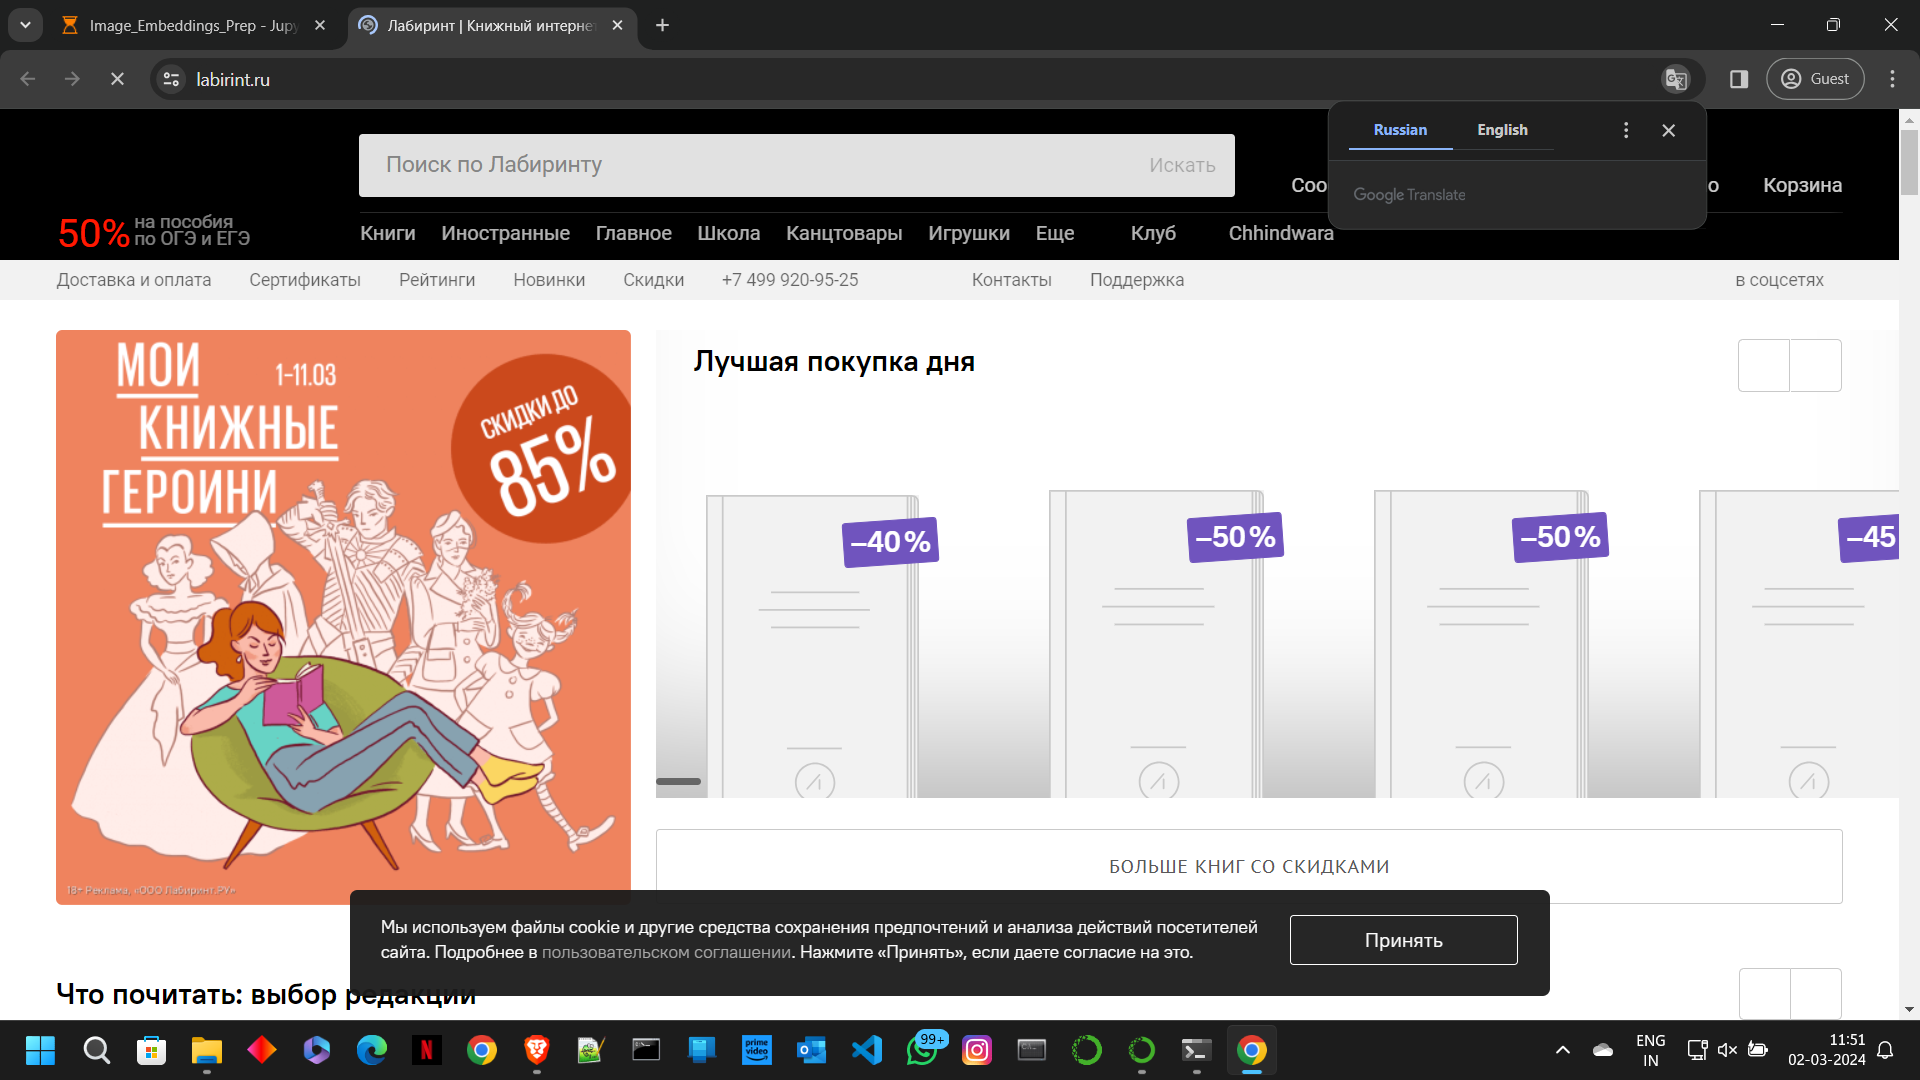 Image_Embeddings_Prep - Jupy
Лабиринт | Книжный интернет
labirint.ru
Guest
Russian
English
Google Translate
Поиск по Лабиринту
Искать
Корзина
50%
на пособия
по ОГЭ и ЕГЭ
Книги Иностранные Главное Школа Канцтовары Игрушки Еще Клуб Chhindwara
Доставка и оплата Сертификаты Рейтинги Новинки Скидки +7 499 920-95-25 Контакты Поддержка в соцсетях
МОИ
КНИЖНЫЕ
ГЕРОИНИ
1-11.03
СКИДКИ ДО
85%
18+ Реклама. «ООО Лабиринт.РУ»
Лучшая покупка дня
–40%
–50%
–50%
–45
БОЛЬШЕ КНИГ СО СКИДКАМИ
Мы используем файлы cookie и другие средства сохранения предпочтений и анализа действий посетителей
сайта. Подробнее в пользовательском соглашении. Нажмите «Принять», если даете согласие на это.
Принять
Что почитать: выбор редакции
prime
video
99+
ENG
IN
11:51
02-03-2024